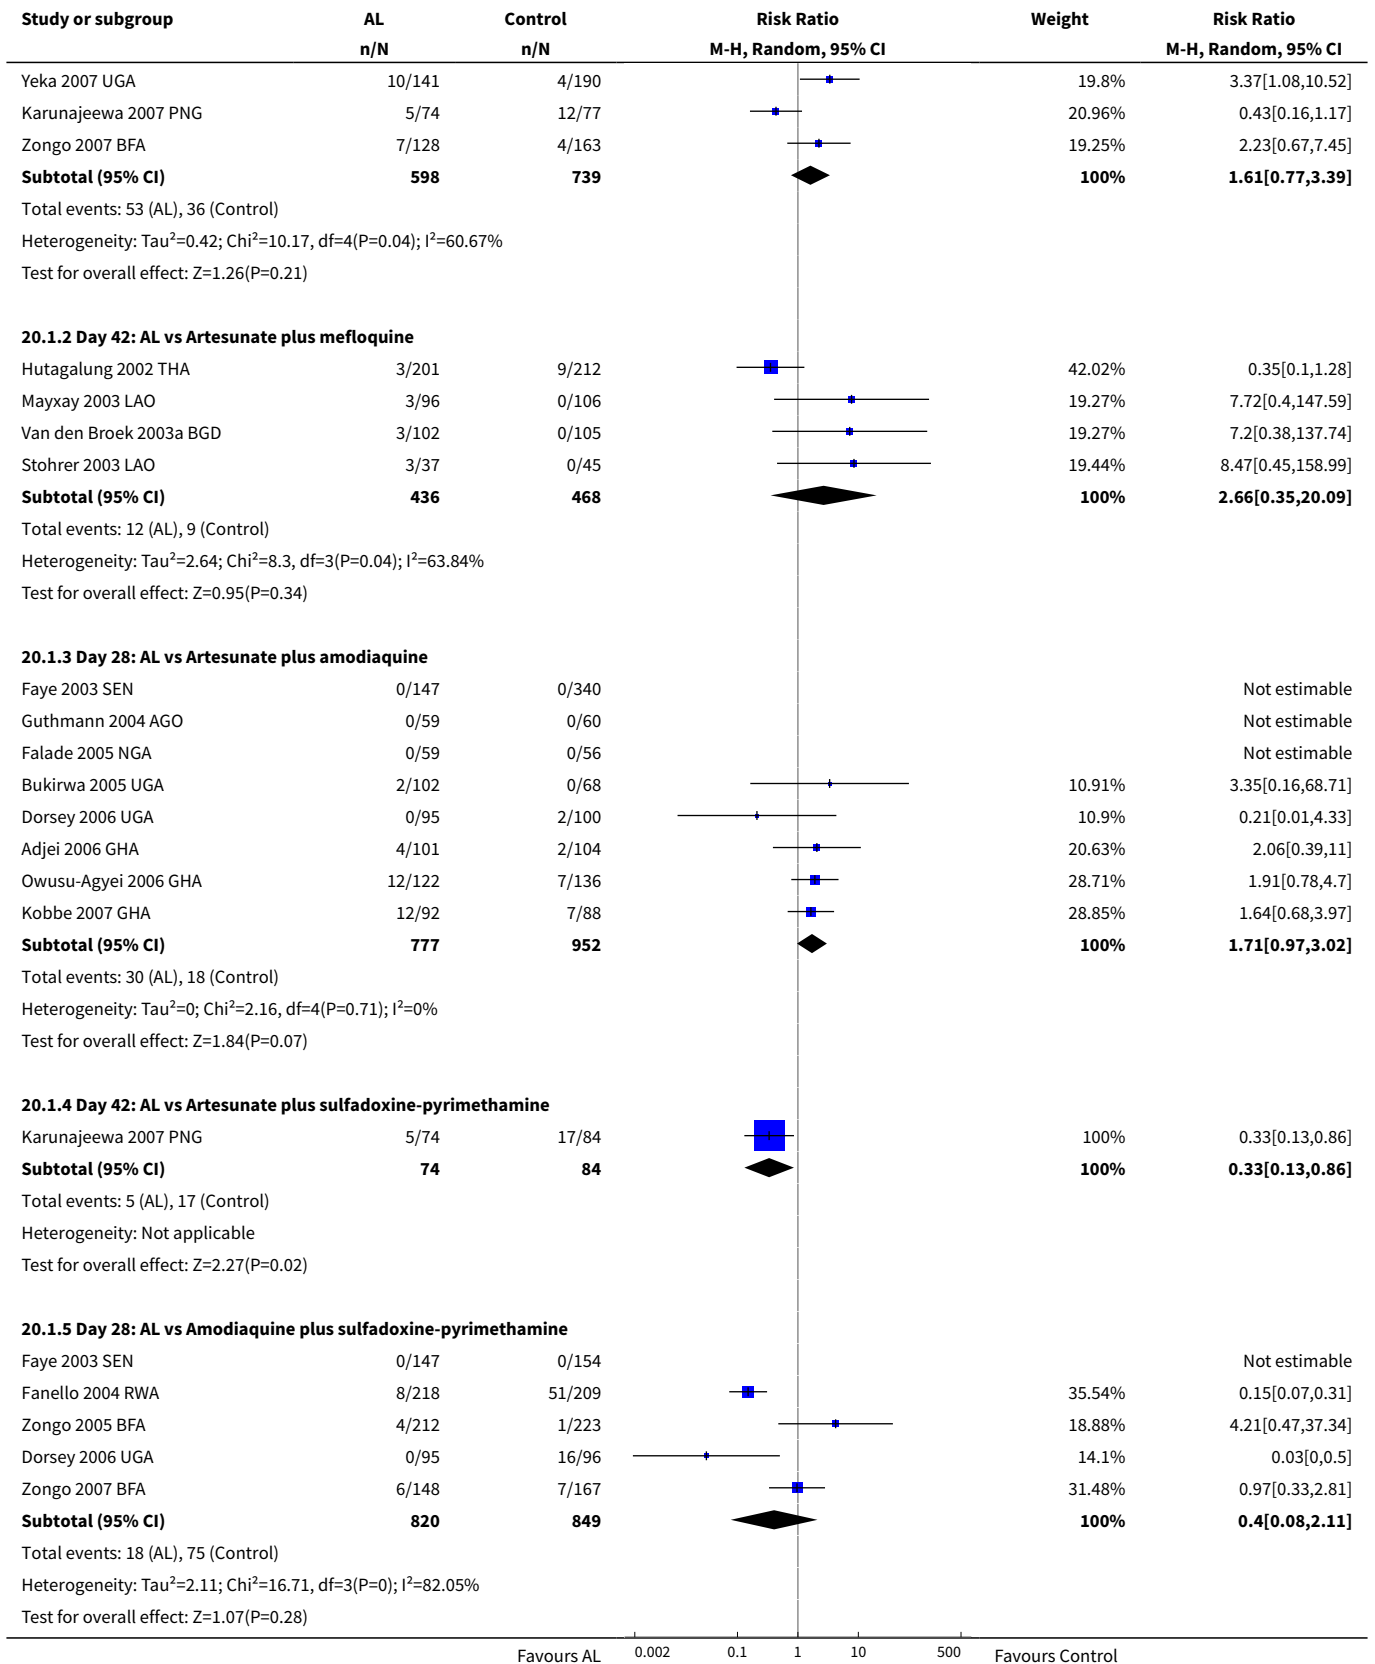 Study or subgroup AL Control Risk Ratio Weight Risk Ratio
n/N n/N M-H, Random, 95% CI M-H, Random, 95% CI
Yeka 2007 UGA 10/141 4/190 19.8% 3.37[1.08,10.52]
Karunajeewa 2007 PNG 5/74 12/77 20.96% 0.43[0.16,1.17]
Zongo 2007 BFA 7/128 4/163 19.25% 2.23[0.67,7.45]
Subtotal (95% CI) 598 739 100% 1.61[0.77,3.39]
Total events: 53 (AL), 36 (Control)
Heterogeneity: Tau²=0.42; Chi²=10.17, df=4(P=0.04); I²=60.67%
Test for overall effect: Z=1.26(P=0.21)
20.1.2 Day 42: AL vs Artesunate plus mefloquine
Hutagalung 2002 THA 3/201 9/212 42.02% 0.35[0.1,1.28]
Mayxay 2003 LAO 3/96 0/106 19.27% 7.72[0.4,147.59]
Van den Broek 2003a BGD 3/102 0/105 19.27% 7.2[0.38,137.74]
Stohrer 2003 LAO 3/37 0/45 19.44% 8.47[0.45,158.99]
Subtotal (95% CI) 436 468 100% 2.66[0.35,20.09]
Total events: 12 (AL), 9 (Control)
Heterogeneity: Tau²=2.64; Chi²=8.3, df=3(P=0.04); I²=63.84%
Test for overall effect: Z=0.95(P=0.34)
20.1.3 Day 28: AL vs Artesunate plus amodiaquine
Faye 2003 SEN 0/147 0/340 Not estimable
Guthmann 2004 AGO 0/59 0/60 Not estimable
Falade 2005 NGA 0/59 0/56 Not estimable
Bukirwa 2005 UGA 2/102 0/68 10.91% 3.35[0.16,68.71]
Dorsey 2006 UGA 0/95 2/100 10.9% 0.21[0.01,4.33]
Adjei 2006 GHA 4/101 2/104 20.63% 2.06[0.39,11]
Owusu-Agyei 2006 GHA 12/122 7/136 28.71% 1.91[0.78,4.7]
Kobbe 2007 GHA 12/92 7/88 28.85% 1.64[0.68,3.97]
Subtotal (95% CI) 777 952 100% 1.71[0.97,3.02]
Total events: 30 (AL), 18 (Control)
Heterogeneity: Tau²=0; Chi²=2.16, df=4(P=0.71); I²=0%
Test for overall effect: Z=1.84(P=0.07)
20.1.4 Day 42: AL vs Artesunate plus sulfadoxine-pyrimethamine
Karunajeewa 2007 PNG 5/74 17/84 100% 0.33[0.13,0.86]
Subtotal (95% CI) 74 84 100% 0.33[0.13,0.86]
Total events: 5 (AL), 17 (Control)
Heterogeneity: Not applicable
Test for overall effect: Z=2.27(P=0.02)
20.1.5 Day 28: AL vs Amodiaquine plus sulfadoxine-pyrimethamine
Faye 2003 SEN 0/147 0/154 Not estimable
Fanello 2004 RWA 8/218 51/209 35.54% 0.15[0.07,0.31]
Zongo 2005 BFA 4/212 1/223 18.88% 4.21[0.47,37.34]
Dorsey 2006 UGA 0/95 16/96 14.1% 0.03[0,0.5]
Zongo 2007 BFA 6/148 7/167 31.48% 0.97[0.33,2.81]
Subtotal (95% CI) 820 849 100% 0.4[0.08,2.11]
Total events: 18 (AL), 75 (Control)
Heterogeneity: Tau²=2.11; Chi²=16.71, df=3(P=0); I²=82.05%
Test for overall effect: Z=1.07(P=0.28)
Favours AL 0.002 0.1 1 10 500 Favours Control